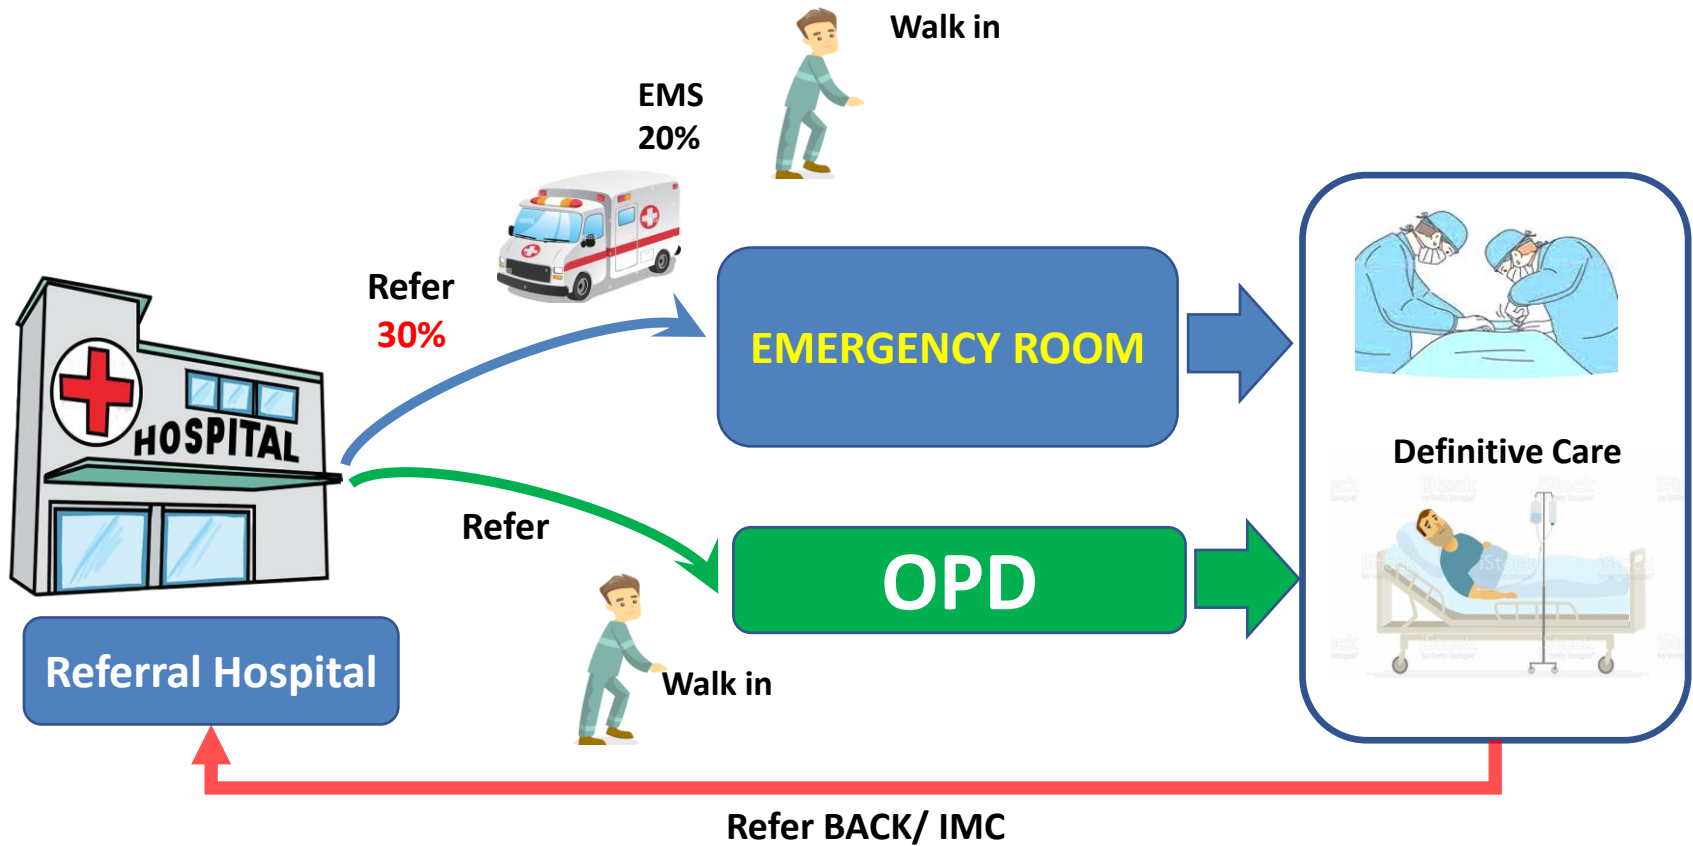 Walk in
EMS
20%
Refer
30%
EMERGENCY ROOM
HOSPITAL
Definitive Care
Refer
OPD
iStock
Referral Hospital
Walk in
Refer BACK/ IMC